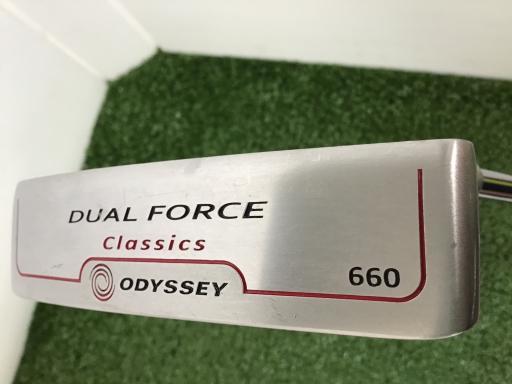 DUAL FORCE
Classics
ODYSSEY
660